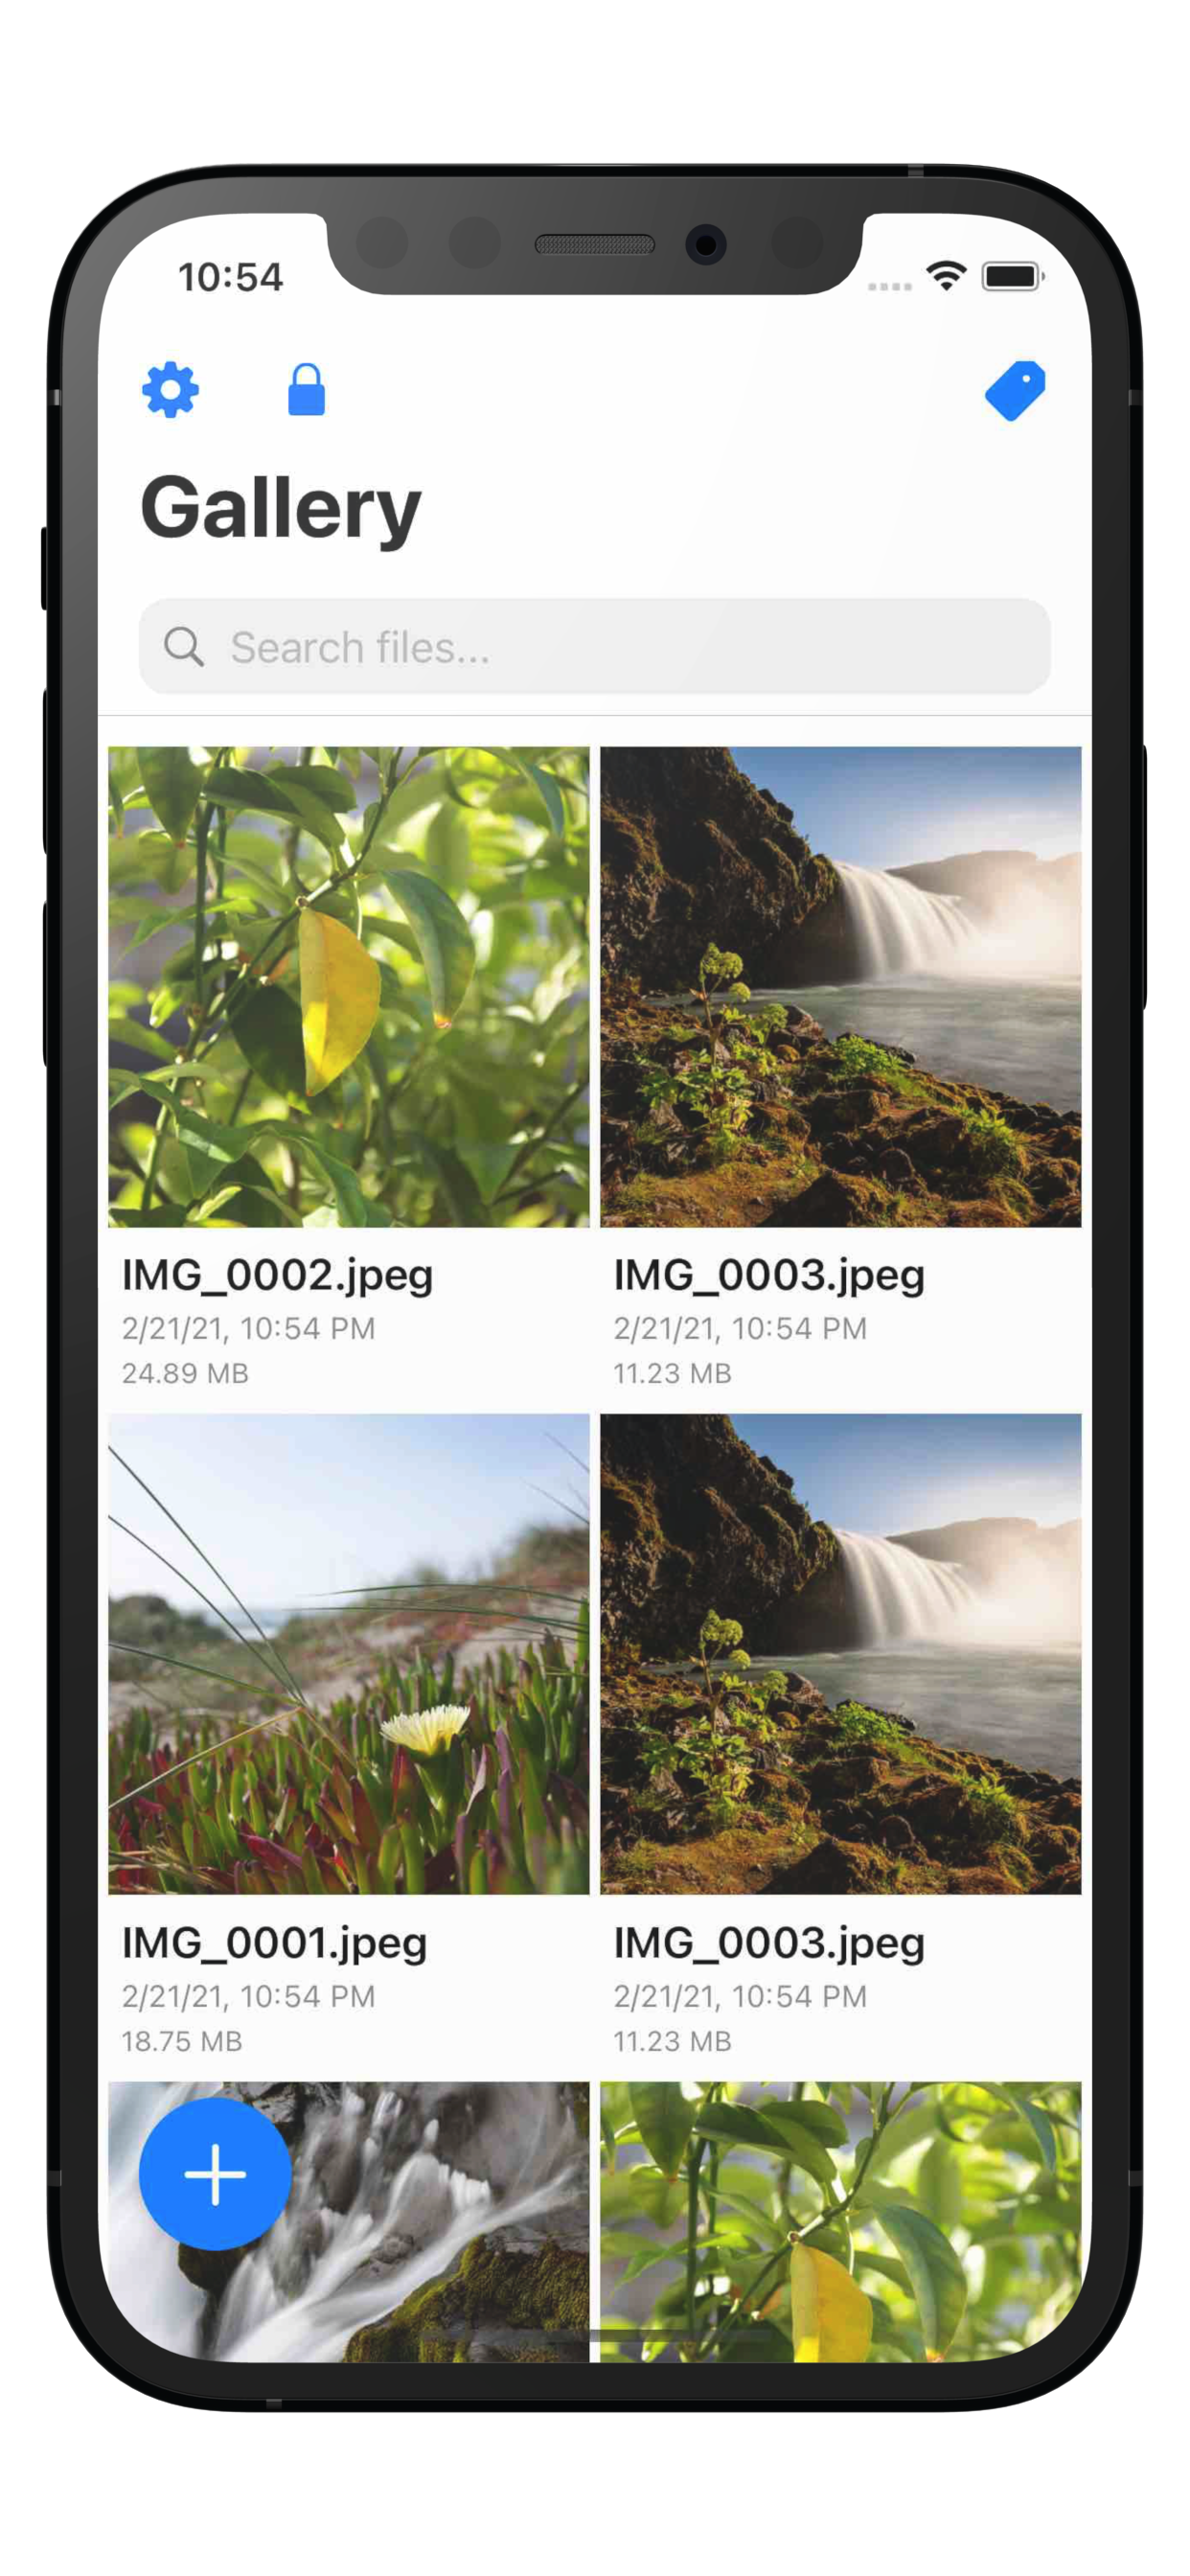 10:54
Gallery
Search files...
IMG_0002.jpeg
2/21/21, 10:54 PM
24.89 MB
IMG_0003.jpeg
2/21/21, 10:54 PM
11.23 MB
IMG_0001.jpeg
2/21/21, 10:54 PM
18.75 MB
IMG_0003.jpeg
2/21/21, 10:54 PM
11.23 MB